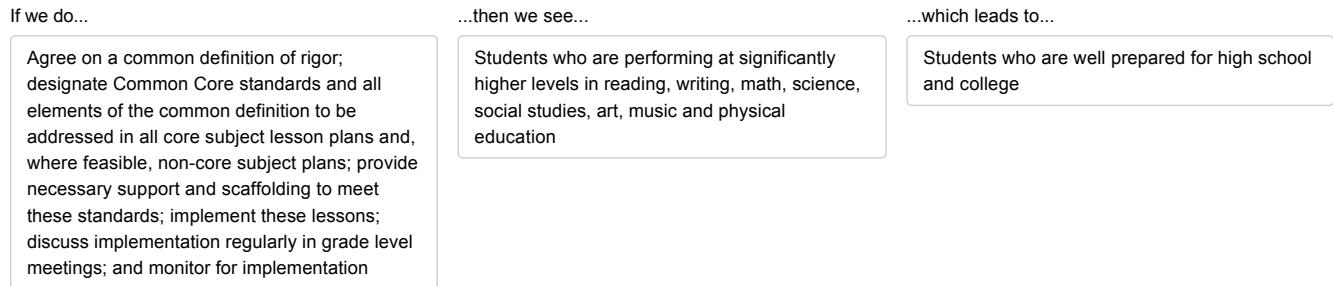 If we do...
Agree on a common definition of rigor;
designate Common Core standards and all
elements of the common definition to be
addressed in all core subject lesson plans and,
where feasible, non-core subject plans; provide
necessary support and scaffolding to meet
these standards; implement these lessons;
discuss implementation regularly in grade level
meetings; and monitor for implementation
...then we see...
Students who are performing at significantly
higher levels in reading, writing, math, science,
social studies, art, music and physical
education
...which leads to...
Students who are well prepared for high school
and college